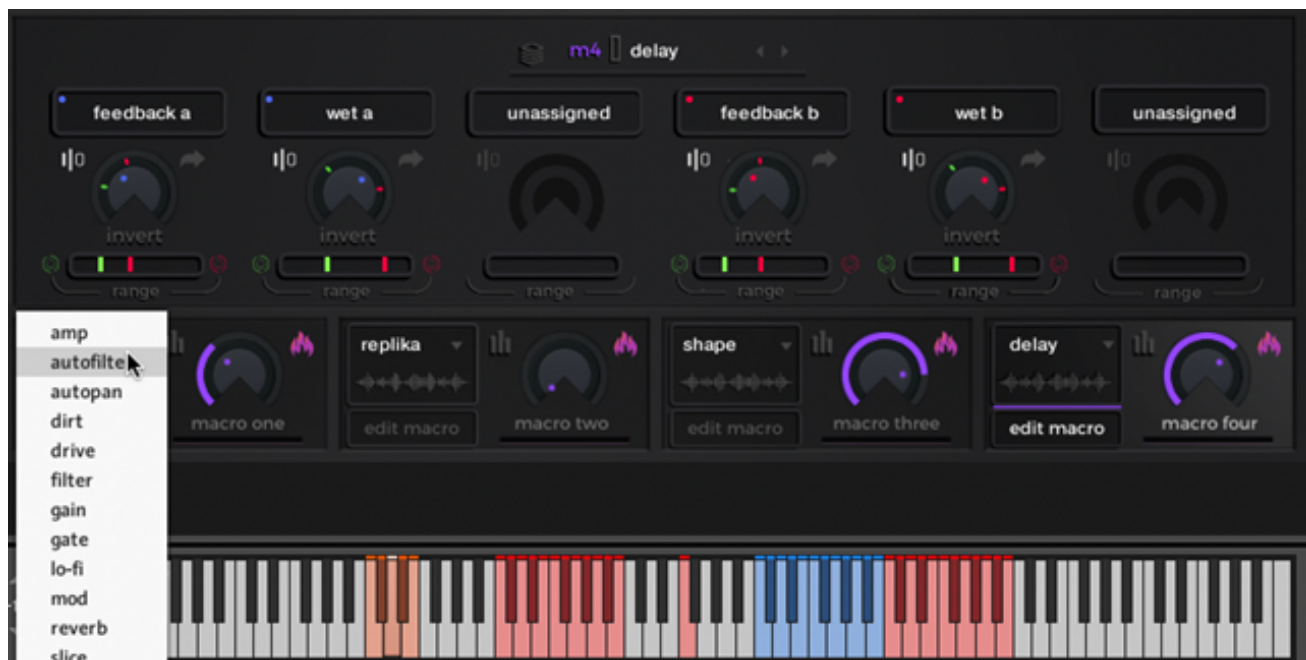 m4 delay
feedback a
wet a
unassigned
feedback b
wet b
unassigned
invert
invert
invert
invert
range
range
range
range
range
range
amp
autofilte
autopan
dirt
drive
filter
gain
gate
lo-fi
mod
reverb
slice
macro one
replika
edit macro
macro two
shape
edit macro
macro three
delay
edit macro
macro four